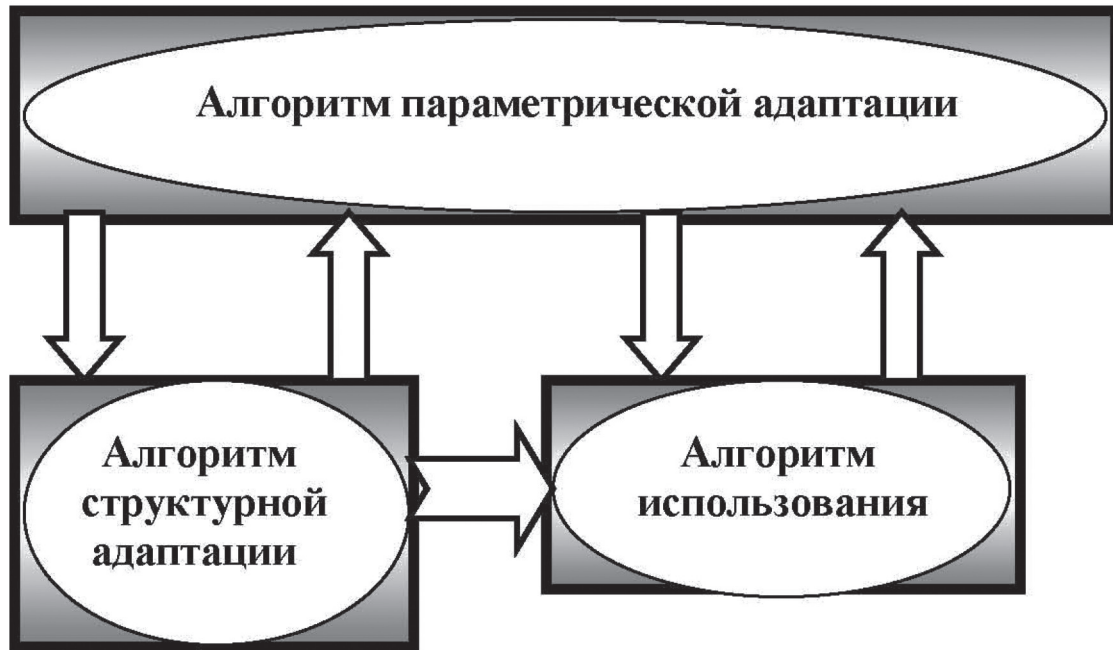 Алгоритм параметрической адаптации
Алгоритм
структурной
адаптации
Алгоритм
использования